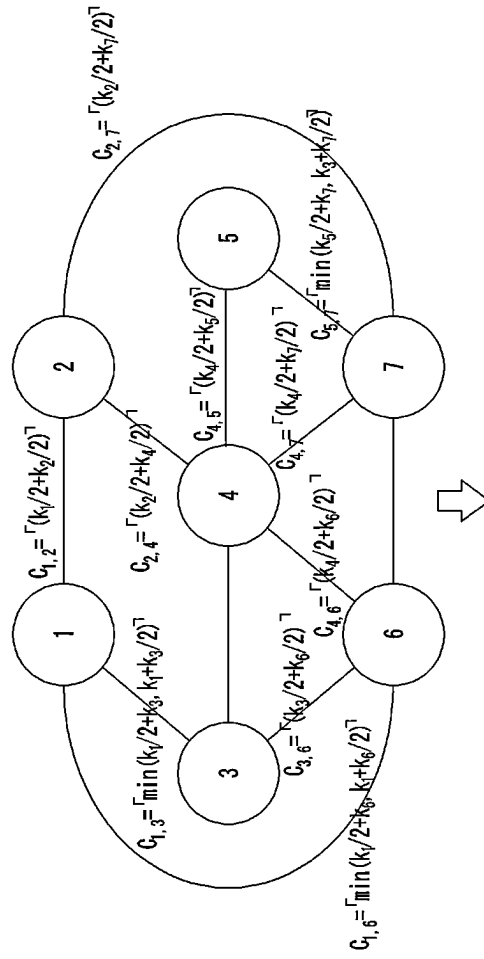 C₂,₇=⌈(k₂/2+k₇/2)⌉
C₁,₂=⌈(k₁/2+k₂/2)⌉
1
2
C₁,₃=⌈min(k₁/2+k₃, k₁+k₃/2)⌉
C₂,₄=⌈(k₂/2+k₄/2)⌉
C₄,₅=⌈(k₄/2+k₅/2)⌉
3
4
5
C₃,₆=⌈(k₃/2+k₆/2)⌉
C₄,₆=⌈(k₄/2+k₆/2)⌉
C₄,₇=⌈(k₄/2+k₇/2)⌉
C₅,₇=⌈min(k₅/2+k₇, k₃+k₇/2)⌉
6
7
C₁,₆=⌈min(k₁/2+k₆, k₁+k₆/2)⌉